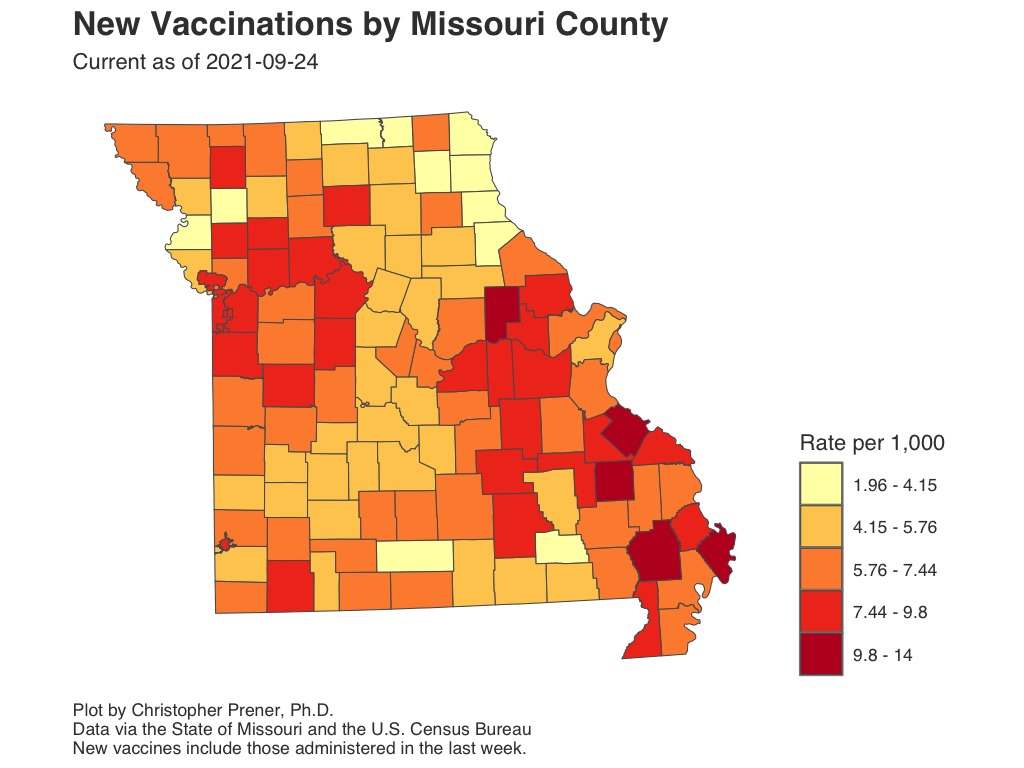 New Vaccinations by Missouri County
Current as of 2021-09-24
Rate per 1,000
1.96 - 4.15
4.15 - 5.76
5.76 - 7.44
7.44 - 9.8
9.8 - 14
Plot by Christopher Prener, Ph.D.
Data via the State of Missouri and the U.S. Census Bureau
New vaccines include those administered in the last week.